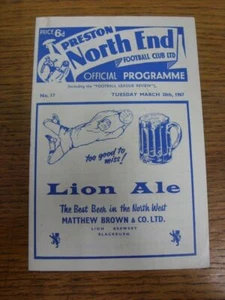 PRICE 6d
PRESTON
North End
FOOTBALL CLUB LTD
OFFICIAL PROGRAMME
(Including the "FOOTBALL LEAGUE REVIEW")
No. 17
TUESDAY MARCH 28th, 1967
too good to miss!
Lion Ale
The Best Beer in the North West
MATTHEW BROWN & CO. LTD.
LION BREWERY
BLACKBURN